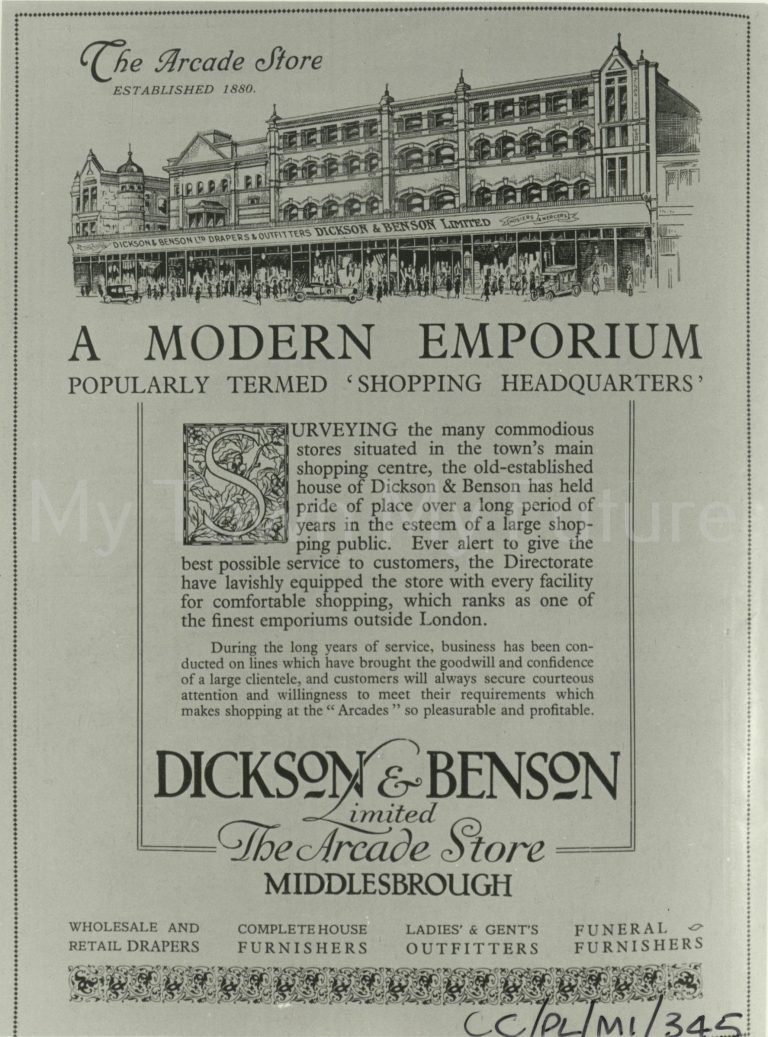 The Arcade Store
ESTABLISHED 1880.
DICKSON & BENSON LTD DRAPERS & OUTFITTERS DICKSON & BENSON LIMITED
A MODERN EMPORIUM
POPULARLY TERMED 'SHOPPING HEADQUARTERS'
SURVEYING the many commodious
stores situated in the town's main
shopping centre, the old-established
house of Dickson & Benson has held
pride of place over a long period of
years in the esteem of a large shop-
ping public. Ever alert to give the
best possible service to customers, the Directorate
have lavishly equipped the store with every facility
for comfortable shopping, which ranks as one of
the finest emporiums outside London.
During the long years of service, business has been con-
ducted on lines which have brought the goodwill and confidence
of a large clientele, and customers will always secure courteous
attention and willingness to meet their requirements which
makes shopping at the "Arcades" so pleasurable and profitable.
DICKSON & BENSON
Limited
The Arcade Store
MIDDLESBROUGH
WHOLESALE AND
RETAIL DRAPERS
COMPLETE HOUSE
FURNISHERS
LADIES' & GENT'S
OUTFITTERS
FUNERAL
FURNISHERS
CC/PL/MI/345